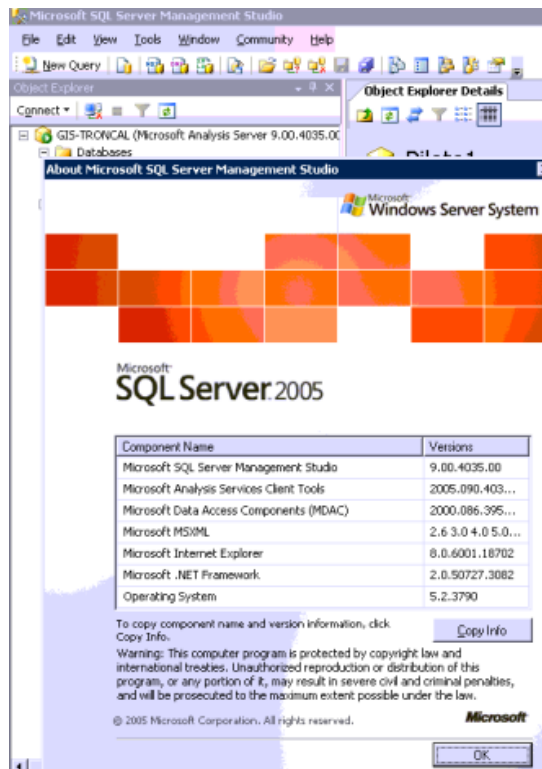 Microsoft SQL Server Management Studio
File Edit View Tools Window Community Help
New Query
Object Explorer
Object Explorer Details
Connect
GIS-TRONCAL (Microsoft Analysis Server 9.00.4035.00
Databases
About Microsoft SQL Server Management Studio
Microsoft
Windows Server System
Microsoft
SQL Server 2005
Component Name Versions
Microsoft SQL Server Management Studio 9.00.4035.00
Microsoft Analysis Services Client Tools 2005.090.403...
Microsoft Data Access Components (MDAC) 2000.086.395...
Microsoft MSXML 2.6 3.0 4.0 5.0...
Microsoft Internet Explorer 8.0.6001.18702
Microsoft .NET Framework 2.0.50727.3082
Operating System 5.2.3790
To copy component name and version information, click
Copy Info.
Copy Info
Warning: This computer program is protected by copyright law and
international treaties. Unauthorized reproduction or distribution of this
program, or any portion of it, may result in severe civil and criminal penalties,
and will be prosecuted to the maximum extent possible under the law.
© 2005 Microsoft Corporation. All rights reserved.
Microsoft
OK